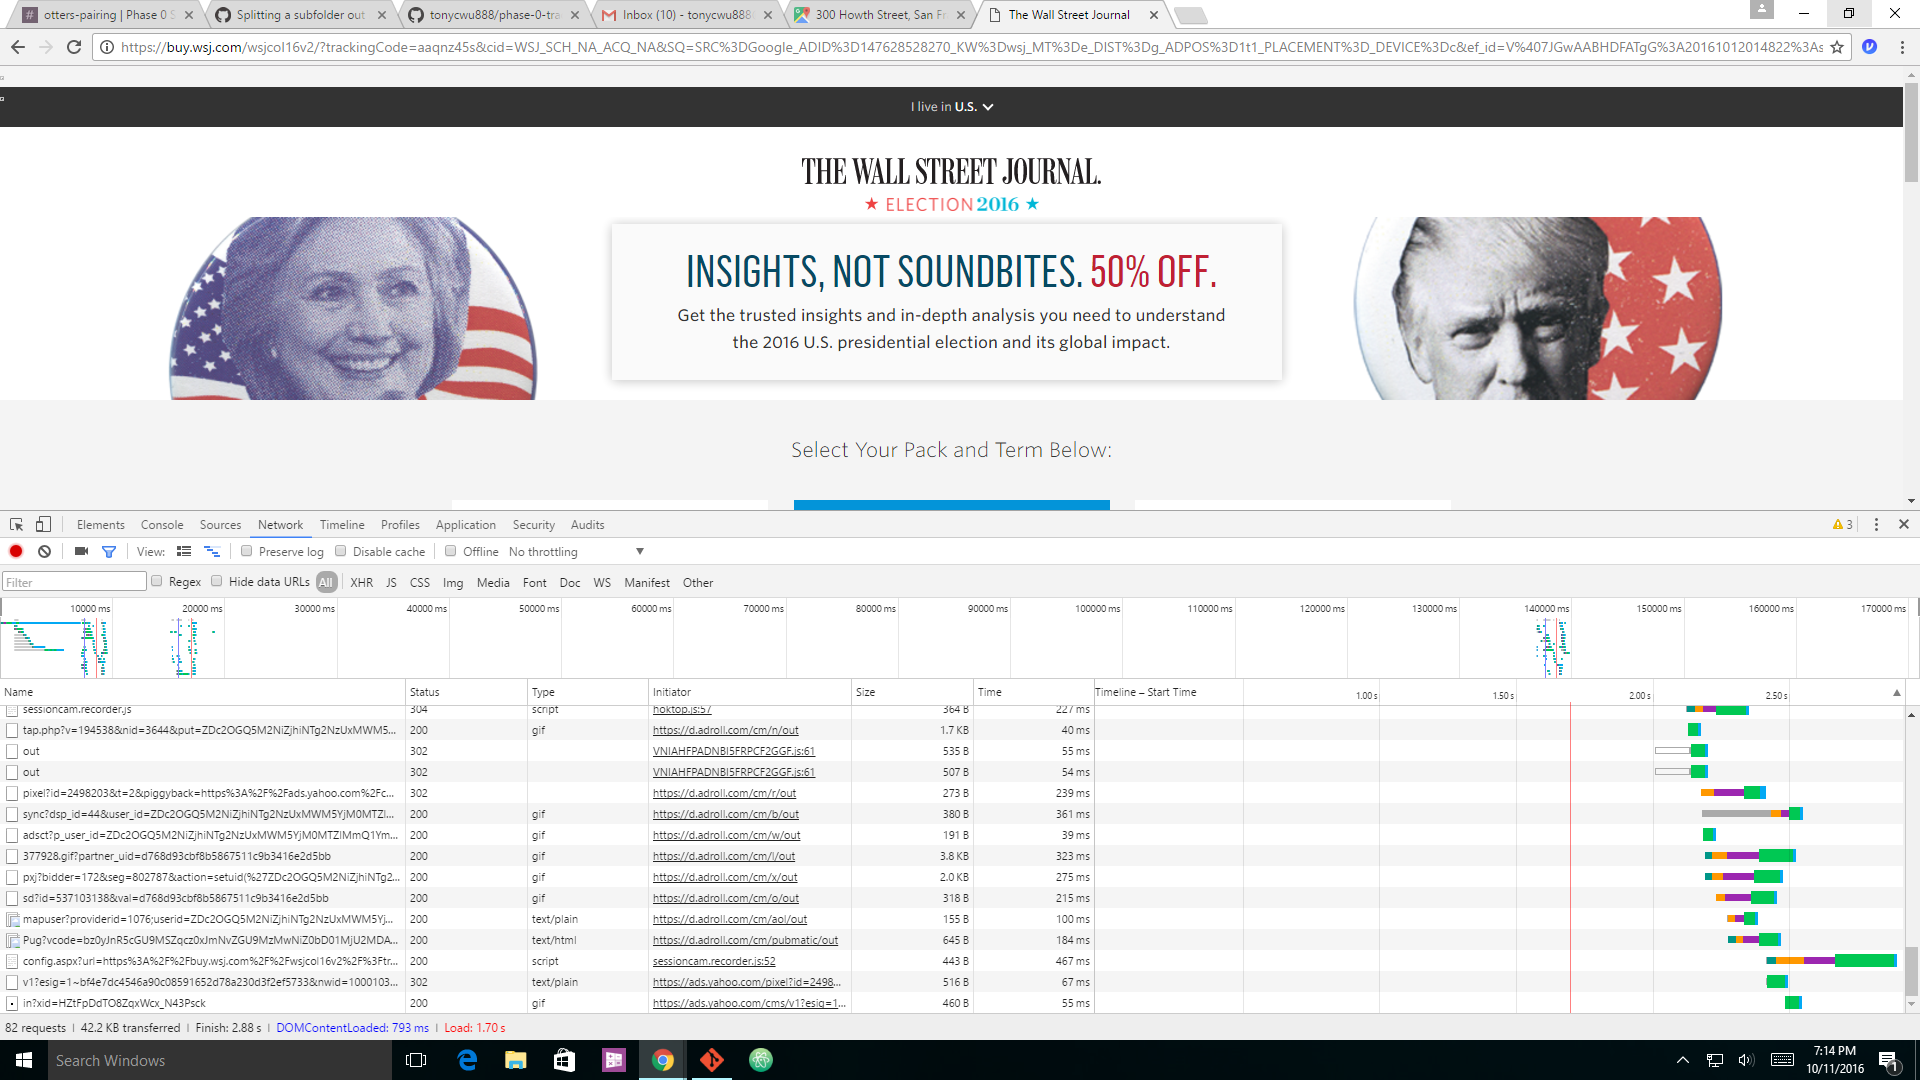 otters-pairing | Phase 0 S
Splitting a subfolder out
tonycwu888/phase-0-tra
Inbox (10) - tonycwu888
300 Howth Street, San Fr
The Wall Street Journal
https://buy.wsj.com/wsjcol16v2/?trackingCode=aaqnz45s&cid=WSJ_SCH_NA_ACQ_NA&SQ=SRC%3DGoogle_ADID%3D147628528270_KW%3Dwsj_MT%3De_DIST%3Dg_ADPOS%3D1t1_PLACEMENT%3D_DEVICE%3Dc&ef_id=V%407JGwAABHDFATgG%3A20161012014822%3As
I live in U.S.
THE WALL STREET JOURNAL.
★ ELECTION 2016 ★
INSIGHTS, NOT SOUNDBITES. 50% OFF.
Get the trusted insights and in-depth analysis you need to understand
the 2016 U.S. presidential election and its global impact.
Select Your Pack and Term Below:
Elements Console Sources Network Timeline Profiles Application Security Audits 3
View: Preserve log Disable cache Offline No throttling
Filter Regex Hide data URLs All XHR JS CSS Img Media Font Doc WS Manifest Other
10000 ms 20000 ms 30000 ms 40000 ms 50000 ms 60000 ms 70000 ms 80000 ms 90000 ms 100000 ms 110000 ms 120000 ms 130000 ms 140000 ms 150000 ms 160000 ms 170000 ms
Name Status Type Initiator Size Time Timeline – Start Time 1.00 s 1.50 s 2.00 s 2.50 s
sessioncam.recorder.js 304 script hoktop.js:57 364 B 227 ms
tap.php?v=194538&nid=3644&put=ZDc2OGQ5M2NiZjhiNTg2NzUxMWM5... 200 gif https://d.adroll.com/cm/n/out 1.7 KB 40 ms
out 302 VNIAHFPADNBI5FRPCF2GGF.js:61 535 B 55 ms
out 302 VNIAHFPADNBI5FRPCF2GGF.js:61 507 B 54 ms
pixel?id=2498203&t=2&piggyback=https%3A%2F%2Fads.yahoo.com%2Fc... 302 https://d.adroll.com/cm/r/out 273 B 239 ms
sync?dsp_id=44&user_id=ZDc2OGQ5M2NiZjhiNTg2NzUxMWM5YjM0MTZl... 200 gif https://d.adroll.com/cm/b/out 380 B 361 ms
adsct?p_user_id=ZDc2OGQ5M2NiZjhiNTg2NzUxMWM5YjM0MTZlMmQ1Ym... 200 gif https://d.adroll.com/cm/w/out 191 B 39 ms
377928.gif?partner_uid=d768d93cbf8b5867511c9b3416e2d5bb 200 gif https://d.adroll.com/cm/l/out 3.8 KB 323 ms
pxj?bidder=172&seg=802787&action=setuid(%27ZDc2OGQ5M2NiZjhiNTg2... 200 gif https://d.adroll.com/cm/x/out 2.0 KB 275 ms
sd?id=537103138&val=d768d93cbf8b5867511c9b3416e2d5bb 200 gif https://d.adroll.com/cm/o/out 318 B 215 ms
mapuser?providerid=1076;userid=ZDc2OGQ5M2NiZjhiNTg2NzUxMWM5Yj... 200 text/plain https://d.adroll.com/cm/aol/out 155 B 100 ms
Pug?vcode=bz0yJnR5cGU9MSZqcz0xJmNvZGU9MzMwNiZ0bD01MjU2MDA... 200 text/html https://d.adroll.com/cm/pubmatic/out 645 B 184 ms
config.aspx?url=https%3A%2F%2Fbuy.wsj.com%2F%2Fwsjcol16v2%2F%3Ftr... 200 script sessioncam.recorder.js:52 443 B 467 ms
v1?esig=1~bf4e7dc4546a90c08591652d78a230d3f2ef5733&nwid=1000103... 302 text/plain https://ads.yahoo.com/pixel?id=2498... 516 B 67 ms
in?xid=HZtFpDdTO8ZqxWcx_N43Psck 200 gif https://ads.yahoo.com/cms/v1?esig=1... 460 B 55 ms
82 requests | 42.2 KB transferred | Finish: 2.88 s | DOMContentLoaded: 793 ms | Load: 1.70 s
Search Windows
7:14 PM
10/11/2016
1